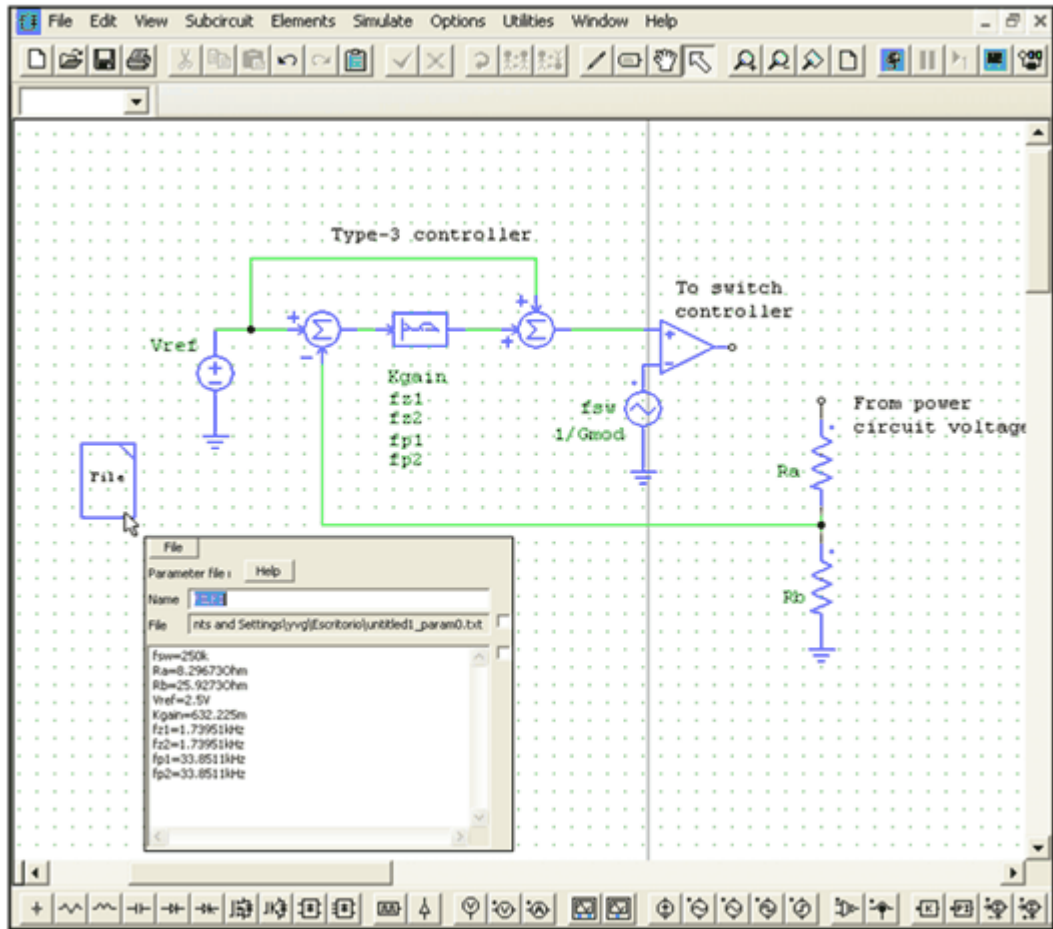 File Edit View Subcircuit Elements Simulate Options Utilities Window Help
Type-3 controller
To switch
controller
Vref
Kgain
fz1
fz2
fp1
fp2
fsw
1/Gmod
From power
circuit voltage
Ra
File
Rb
File
Parameter file: Help
Name
File nts and Settings\yvg\Escritorio\untitled1_param0.txt
fsw=250k
Ra=8.29673Ohm
Rb=25.9273Ohm
Vref=2.5V
Kgain=632.225m
fz1=1.73951kHz
fz2=1.73951kHz
fp1=33.8511kHz
fp2=33.8511kHz